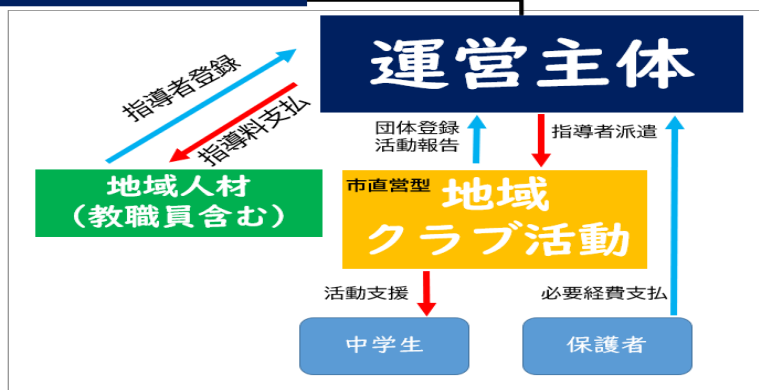 運営主体
指導者登録
指導料支払
団体登録
活動報告
指導者派遣
地域人材
（教職員含む）
市直営型
地域
クラブ活動
活動支援
必要経費支払
中学生
保護者